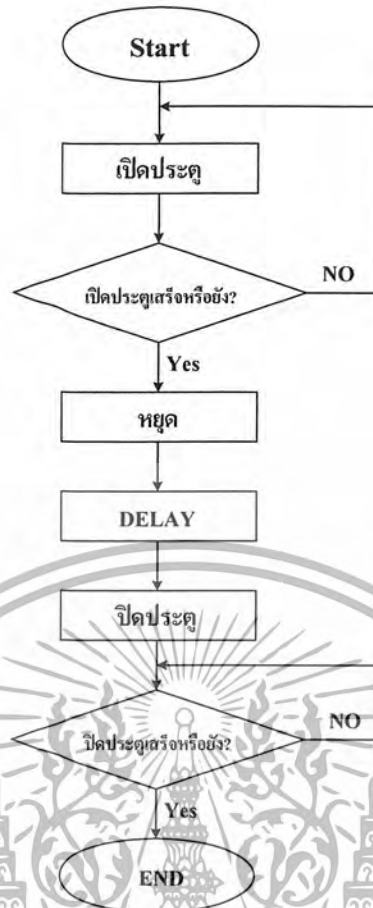 Start
เปิดประตู
เปิดประตูเสร็จหรือยัง?
NO
Yes
หยุด
DELAY
ปิดประตู
ปิดประตูเสร็จหรือยัง?
NO
Yes
END